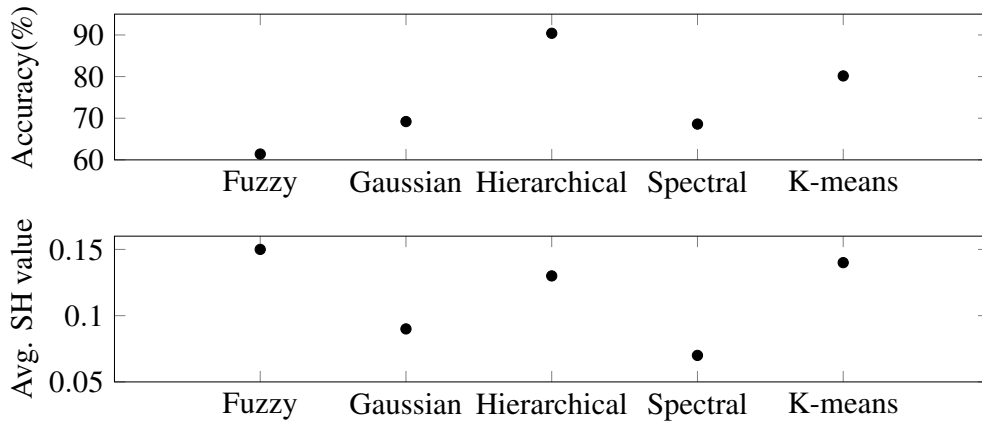 Accuracy(%)
90
80
70
60
Fuzzy Gaussian Hierarchical Spectral K-means
Avg. SH value
0.15
0.1
0.05
Fuzzy Gaussian Hierarchical Spectral K-means